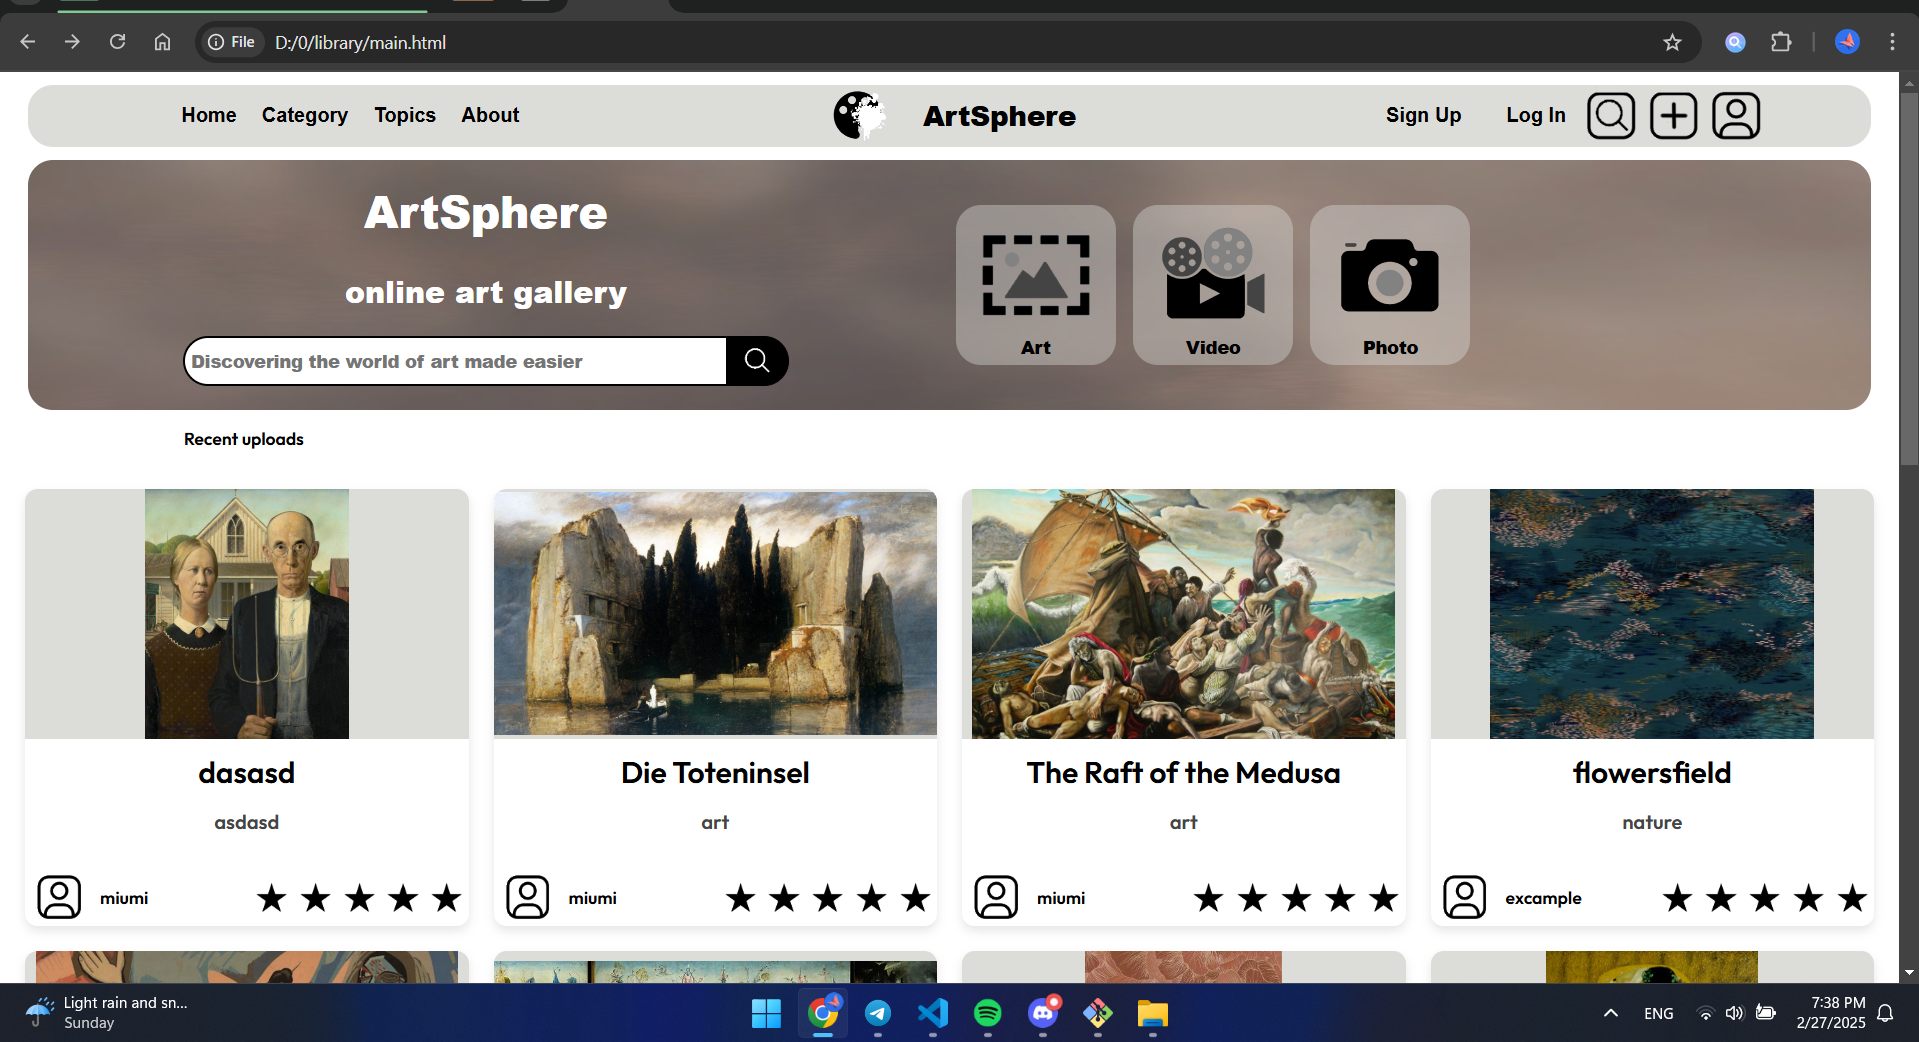 File D:/0/library/main.html
Home Category Topics About ArtSphere Sign Up Log In
ArtSphere
online art gallery
Discovering the world of art made easier
Art Video Photo
Recent uploads
dasasd Die Toteninsel The Raft of the Medusa flowersfield
asdasd art art nature
miumi miumi miumi excample
Light rain and sn...
Sunday
ENG
7:38 PM
2/27/2025